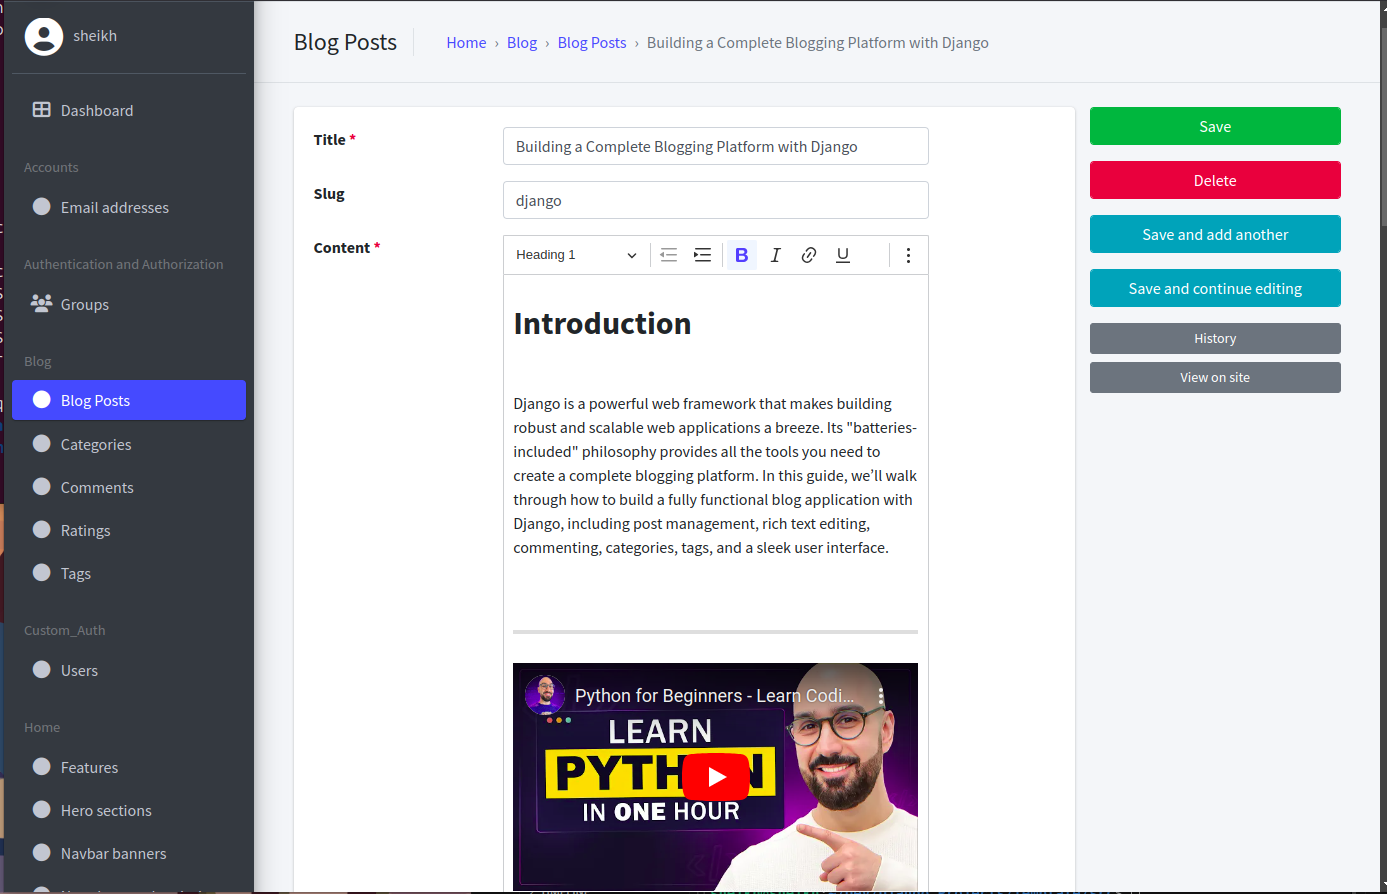 sheikh
Dashboard
Accounts
Email addresses
Authentication and Authorization
Groups
Blog
Blog Posts
Categories
Comments
Ratings
Tags
Custom_Auth
Users
Home
Features
Hero sections
Navbar banners
Blog Posts
Home › Blog › Blog Posts › Building a Complete Blogging Platform with Django
Title *
Building a Complete Blogging Platform with Django
Slug
django
Content *
Heading 1
B I U
Introduction
Django is a powerful web framework that makes building
robust and scalable web applications a breeze. Its "batteries-
included" philosophy provides all the tools you need to
create a complete blogging platform. In this guide, we’ll walk
through how to build a fully functional blog application with
Django, including post management, rich text editing,
commenting, categories, tags, and a sleek user interface.
Python for Beginners - Learn Codi...
LEARN
PYTH N
IN ONE HOUR
Save
Delete
Save and add another
Save and continue editing
History
View on site